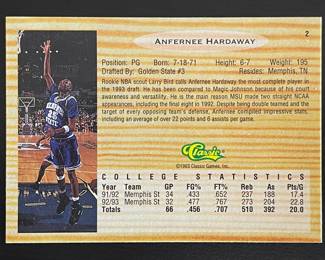 ANFERNEE HARDAWAY
2
Position: PG Born: 7-18-71 Height: 6-7 Weight: 195
Drafted By: Golden State #3 Resides: Memphis, TN
Rookie NBA scout Larry Bird calls Anfernee Hardaway the most complete player
in the 1993 draft. He has been compared to Magic Johnson because of his court
awareness and versatility. He is the main reason MSU made two straight NCAA
appearances, including the final eight in 1992. Despite being double teamed and the
target of every opposing team's defense, Anfernee compiled impressive stats,
including an average of over 22 points and 6 assists per game.
Classic
©1993 Classic Games, Inc.
COLLEGE STATISTICS
Year Team GP FG% FT% Reb Ast Pts/G
91/92 Memphis St 34 .433 .652 237 188 17.4
92/93 Memphis St 32 .477 .767 273 204 22.8
Totals 66 .456 .707 510 392 20.0